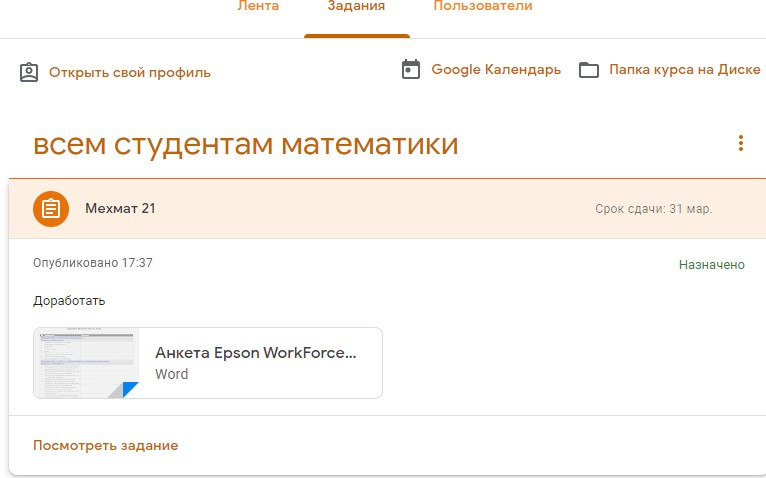 Лента Задания Пользователи
Открыть свой профиль Google Календарь Папка курса на Диске
всем студентам математики
Мехмат 21 Срок сдачи: 31 мар.
Опубликовано 17:37 Назначено
Доработать
Анкета Epson WorkForce...
Word
Посмотреть задание